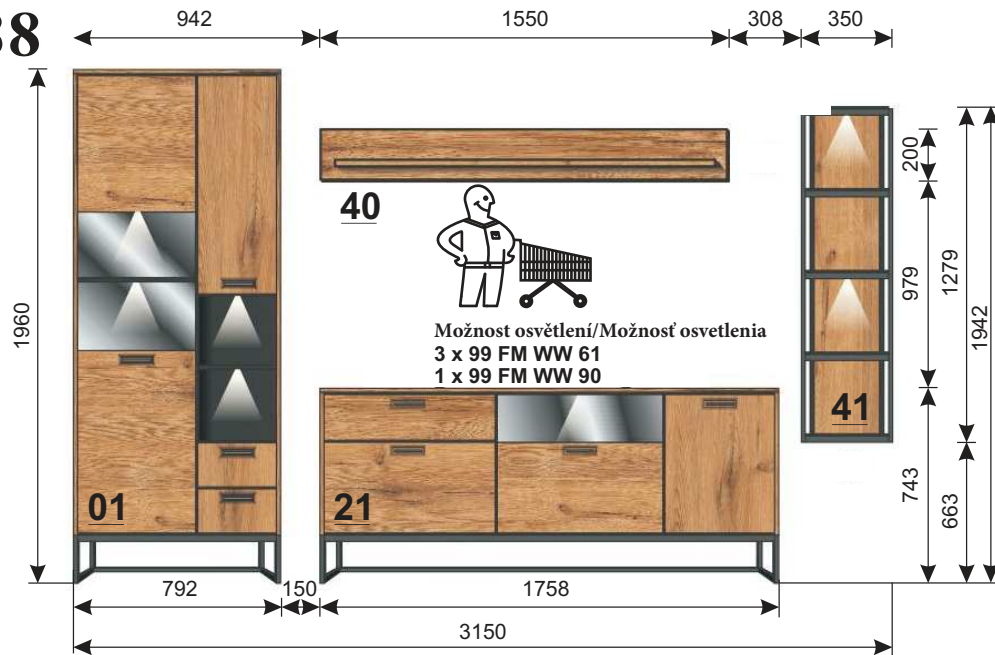 942 1550 308 350
38
40
200
Možnost osvětlení/Možnosť osvetlenia
3 x 99 FM WW 61
1 x 99 FM WW 90
1960
979
1279
1942
41
01
21
743
663
792 150 1758
3150